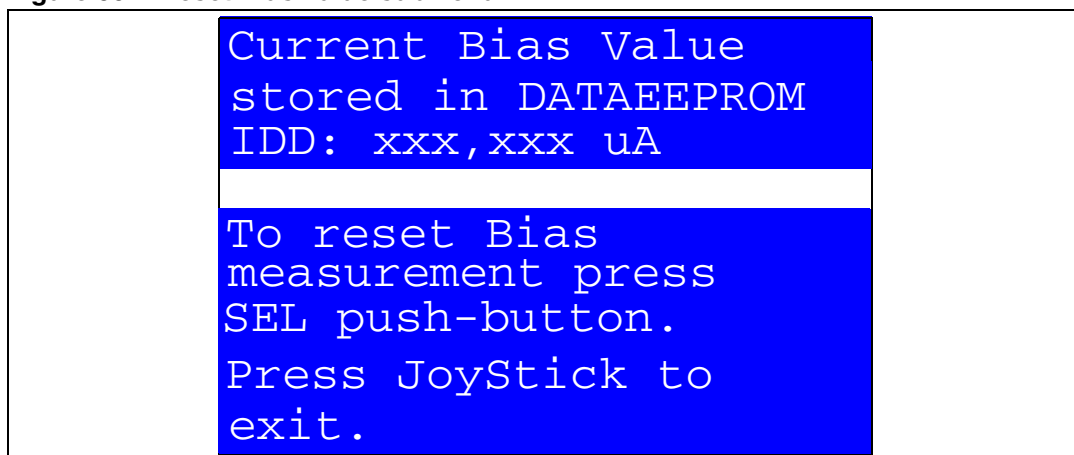 Current Bias Value
stored in DATAEEPROM
IDD: xxx,xxx uA
To reset Bias
measurement press
SEL push-button.
Press JoyStick to
exit.